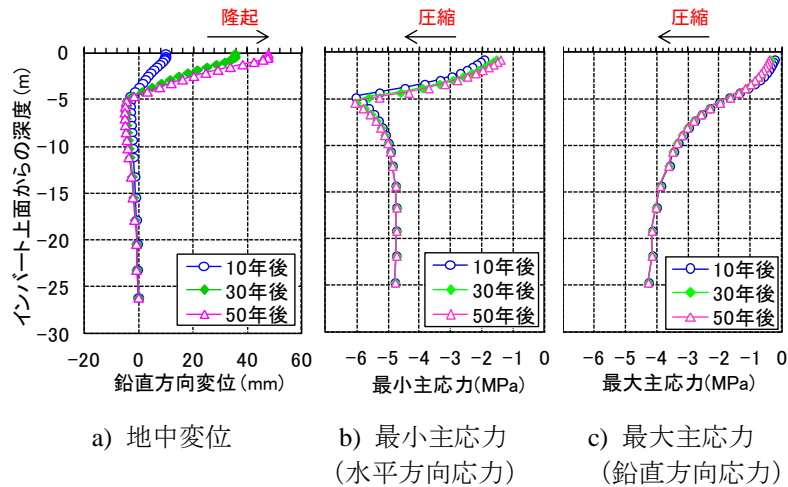 隆起
圧縮
圧縮
インバート上面からの深度(m)
0
-5
-10
-15
-20
-25
-30
10年後
30年後
50年後
-20 0 20 40 60
鉛直方向変位(mm)
10年後
30年後
50年後
-6 -5 -4 -3 -2 -1 0
最小主応力(MPa)
10年後
30年後
50年後
-6 -5 -4 -3 -2 -1 0
最大主応力(MPa)
a) 地中変位
b) 最小主応力
(水平方向応力)
c) 最大主応力
(鉛直方向応力)